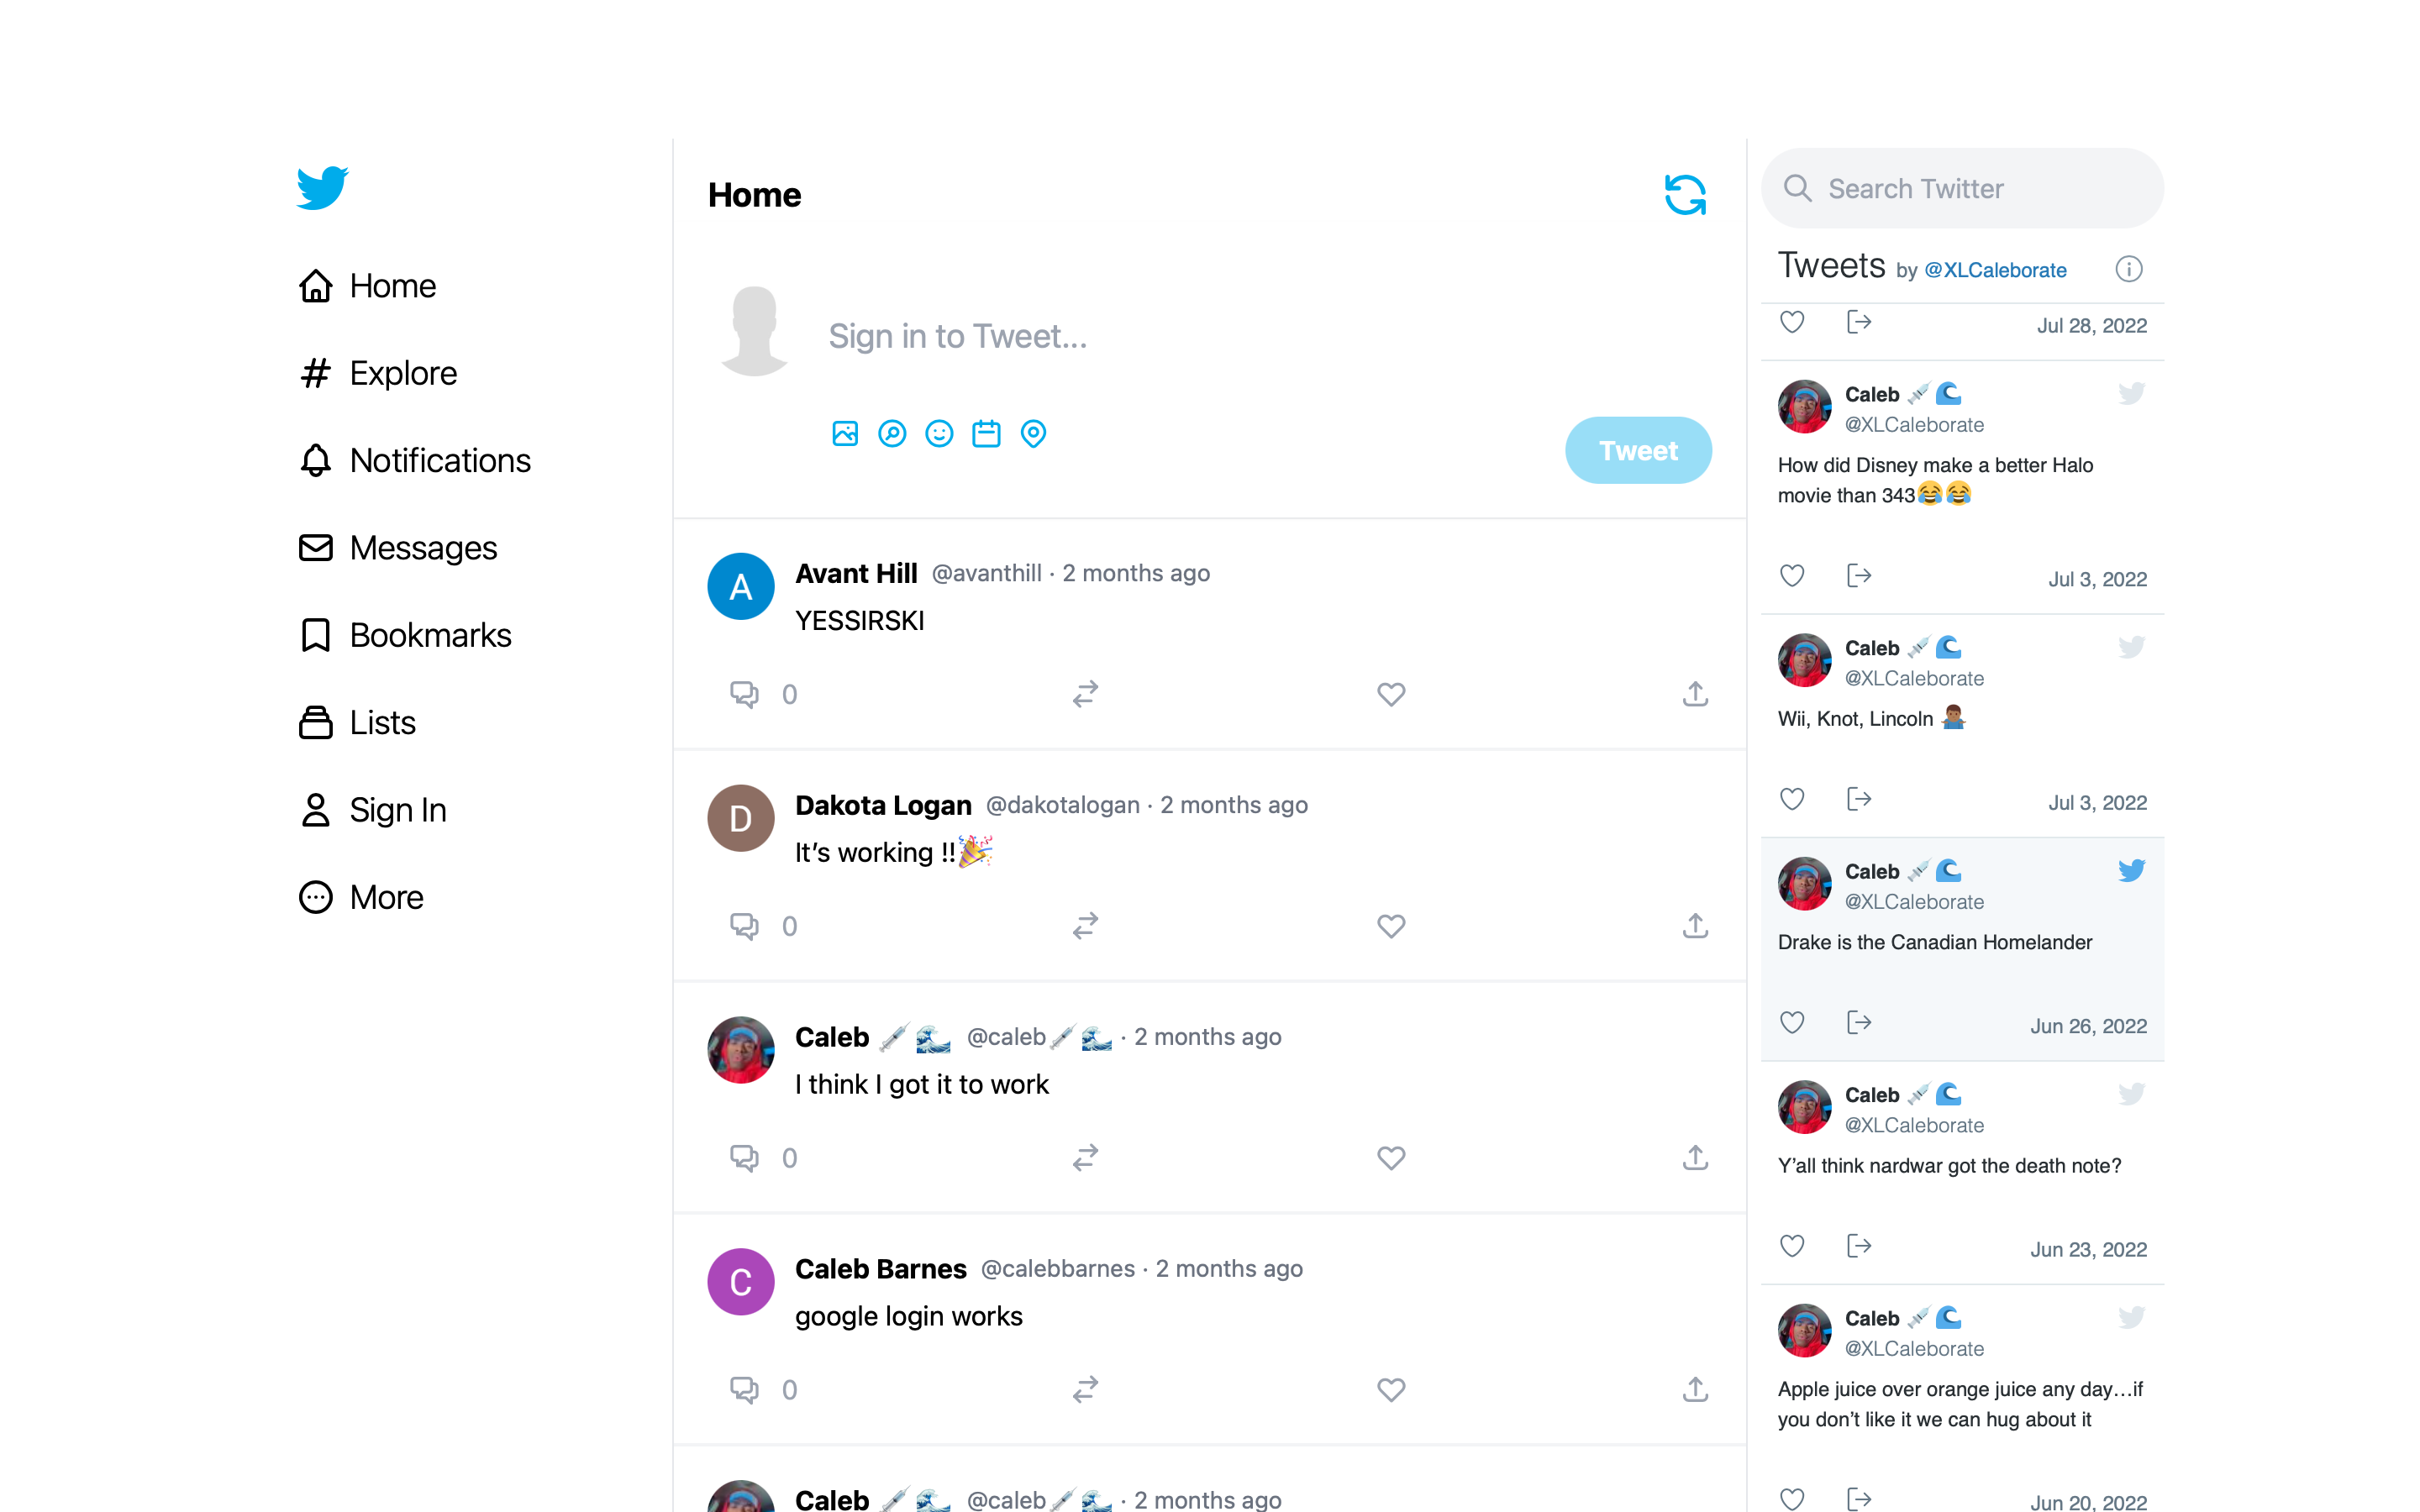 Home
Explore
Notifications
Messages
Bookmarks
Lists
Sign In
More
Home
Sign in to Tweet...
Tweet
A
Avant Hill @avanthill · 2 months ago
YESSIRSKI
0
D
Dakota Logan @dakotalogan · 2 months ago
It’s working !!🎉
0
Caleb 💉🌊 @caleb💉🌊 · 2 months ago
I think I got it to work
0
C
Caleb Barnes @calebbarnes · 2 months ago
google login works
0
Caleb 💉🌊 @caleb💉🌊 · 2 months ago
Search Twitter
Tweets by @XLCaleborate
Jul 28, 2022
Caleb 💉🌊
@XLCaleborate
How did Disney make a better Halo
movie than 343😂😂
Jul 3, 2022
Caleb 💉🌊
@XLCaleborate
Wii, Knot, Lincoln 🤷🏾‍♂️
Jul 3, 2022
Caleb 💉🌊
@XLCaleborate
Drake is the Canadian Homelander
Jun 26, 2022
Caleb 💉🌊
@XLCaleborate
Y’all think nardwar got the death note?
Jun 23, 2022
Caleb 💉🌊
@XLCaleborate
Apple juice over orange juice any day…if
you don’t like it we can hug about it
Jun 20, 2022